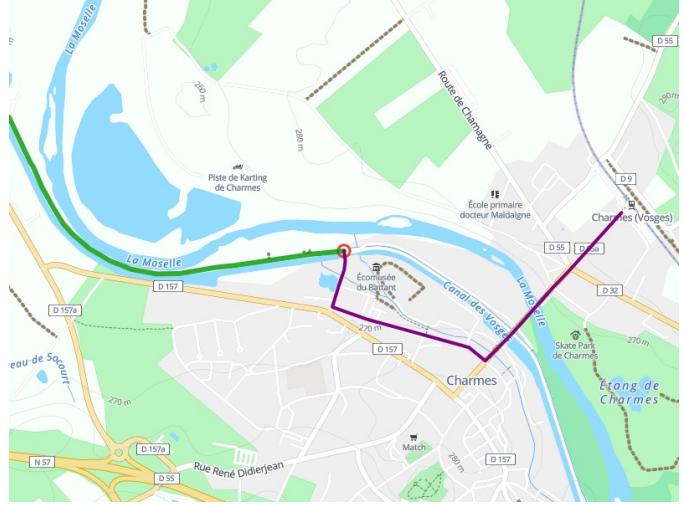 La Moselle
D 55
260 m
Route de Chamagne
290 m
280 m
Piste de Karting
de Charmes
D 9
École primaire
docteur Maldaigne
Charmes (Vosges)
La Moselle
D 55
D 55a
Écomusée
du Battant
D 157
Canal des Vosges
La Moselle
D 32
D 157a
270 m
D 157
Skate Park
de Charmes
270 m
eau de Socourt
Charmes
Étang de
Charmes
270 m
Match
D 157a
N 57
Rue René Didierjean
280 m
D 157
D 55